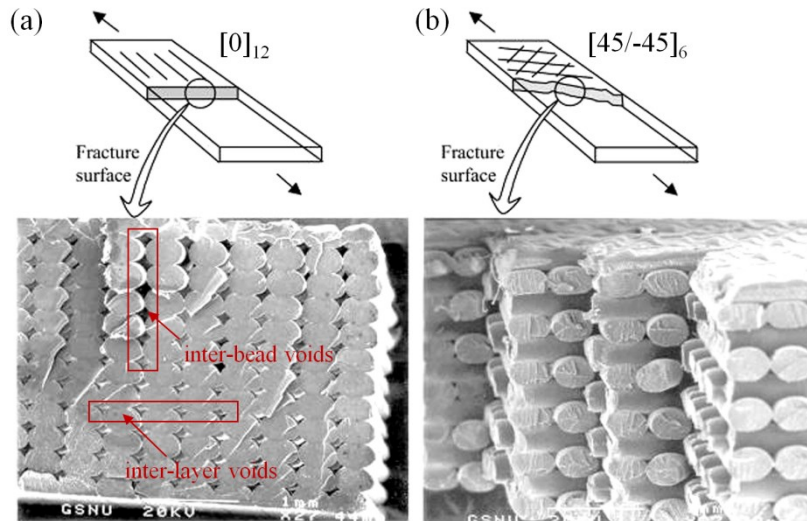 (a)
[0]12
Fracture
surface
inter-bead voids
inter-layer voids
GSNU 20KV
1mm
(b)
[45/-45]6
Fracture
surface
GSNU